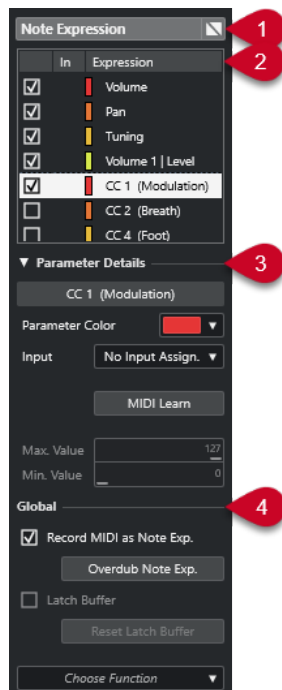 Note Expression
1
In Expression
2
Volume
Pan
Tuning
Volume 1 | Level
CC 1 (Modulation)
CC 2 (Breath)
CC 4 (Foot)
▼ Parameter Details
3
CC 1 (Modulation)
Parameter Color
Input No Input Assign.
MIDI Learn
Max. Value 127
Min. Value 0
Global
4
Record MIDI as Note Exp.
Overdub Note Exp.
Latch Buffer
Reset Latch Buffer
Choose Function